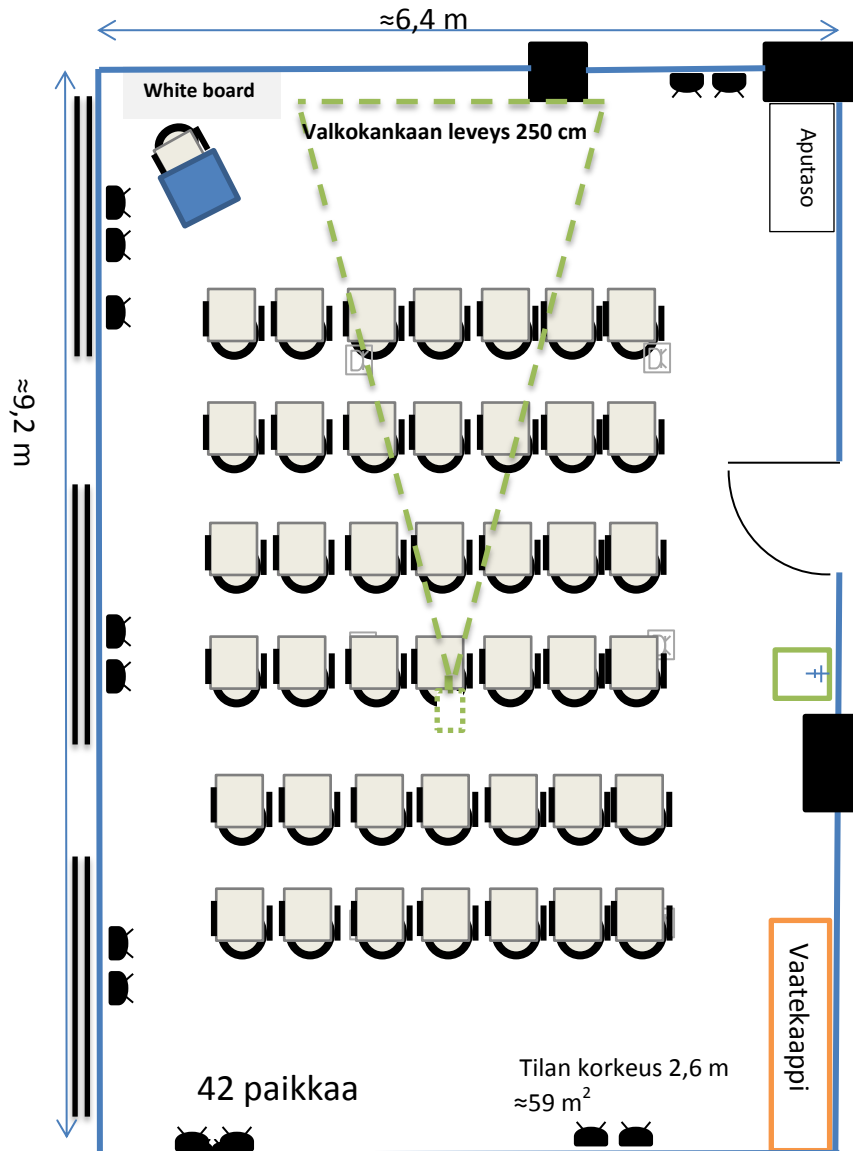 ≈6,4 m
White board
Valkokankaan leveys 250 cm
Aputaso
≈9,2 m
Vaatekaappi
Tilan korkeus 2,6 m
≈59 m²
42 paikkaa